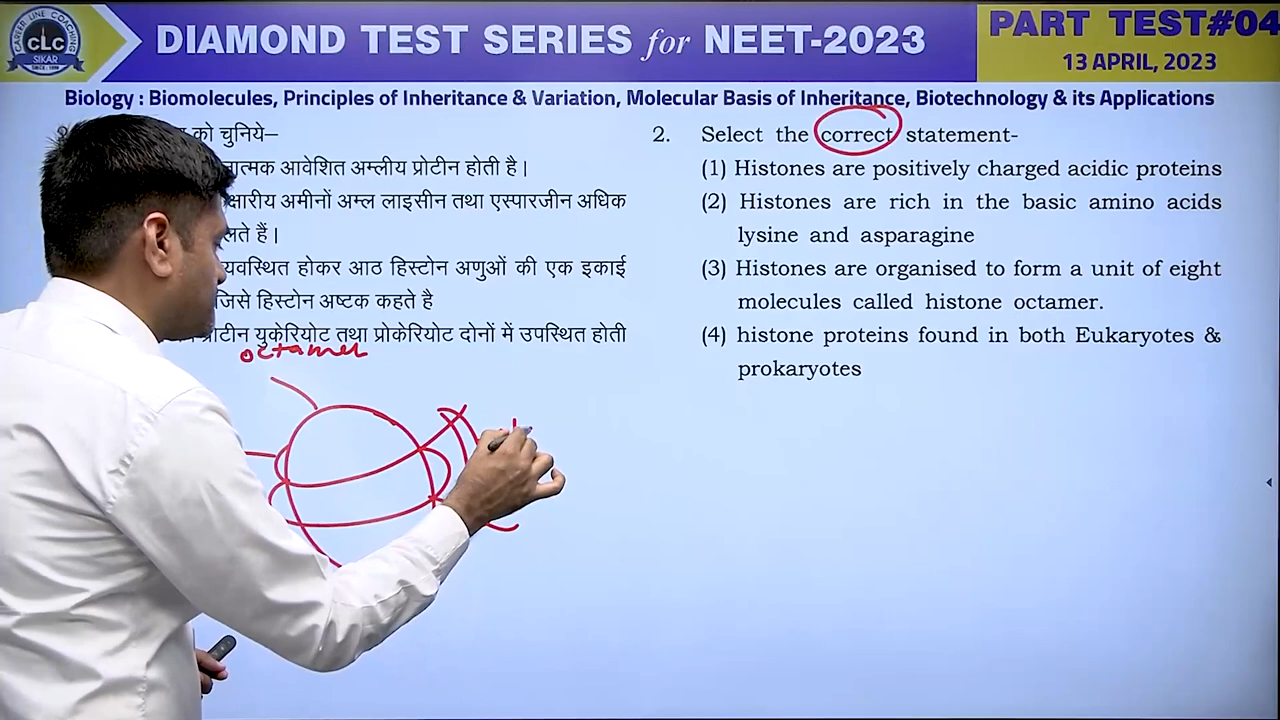 CAREER LINE COACHING
CLC
SIKAR
SINCE : 1996
DIAMOND TEST SERIES for NEET-2023
PART TEST#04
13 APRIL, 2023
Biology : Biomolecules, Principles of Inheritance & Variation, Molecular Basis of Inheritance, Biotechnology & its Applications
को चुनिये–
आवेशित अम्लीय प्रोटीन होती है।
क्षारीय अमीनों अम्ल लाइसीन तथा एस्पारजीन अधिक
हैं।
होकर आठ हिस्टोन अणुओं की एक इकाई
जिसे हिस्टोन अष्टक कहते है
प्रोटीन युकेरियोट तथा प्रोकेरियोट दोनों में उपस्थित होती
octamer
2. Select the correct statement-
(1) Histones are positively charged acidic proteins
(2) Histones are rich in the basic amino acids
lysine and asparagine
(3) Histones are organised to form a unit of eight
molecules called histone octamer.
(4) histone proteins found in both Eukaryotes &
prokaryotes